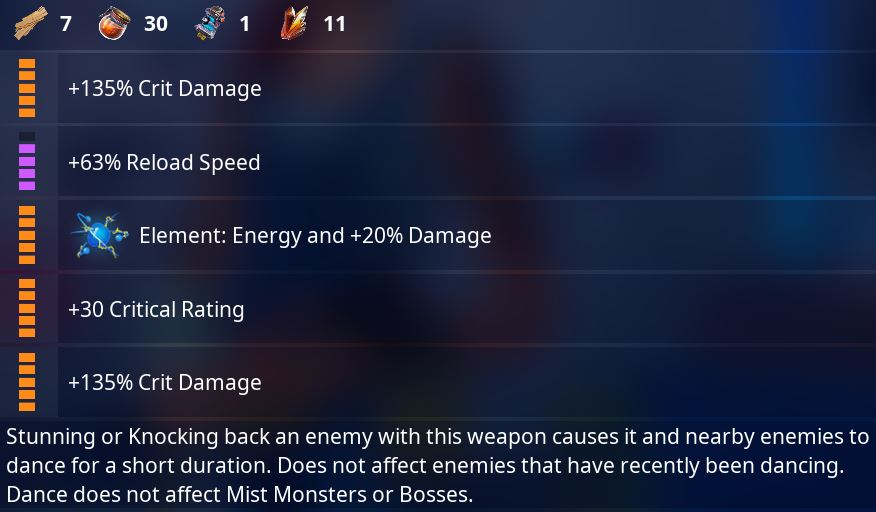 7 30 1 11
+135% Crit Damage
+63% Reload Speed
Element: Energy and +20% Damage
+30 Critical Rating
+135% Crit Damage
Stunning or Knocking back an enemy with this weapon causes it and nearby enemies to
dance for a short duration. Does not affect enemies that have recently been dancing.
Dance does not affect Mist Monsters or Bosses.